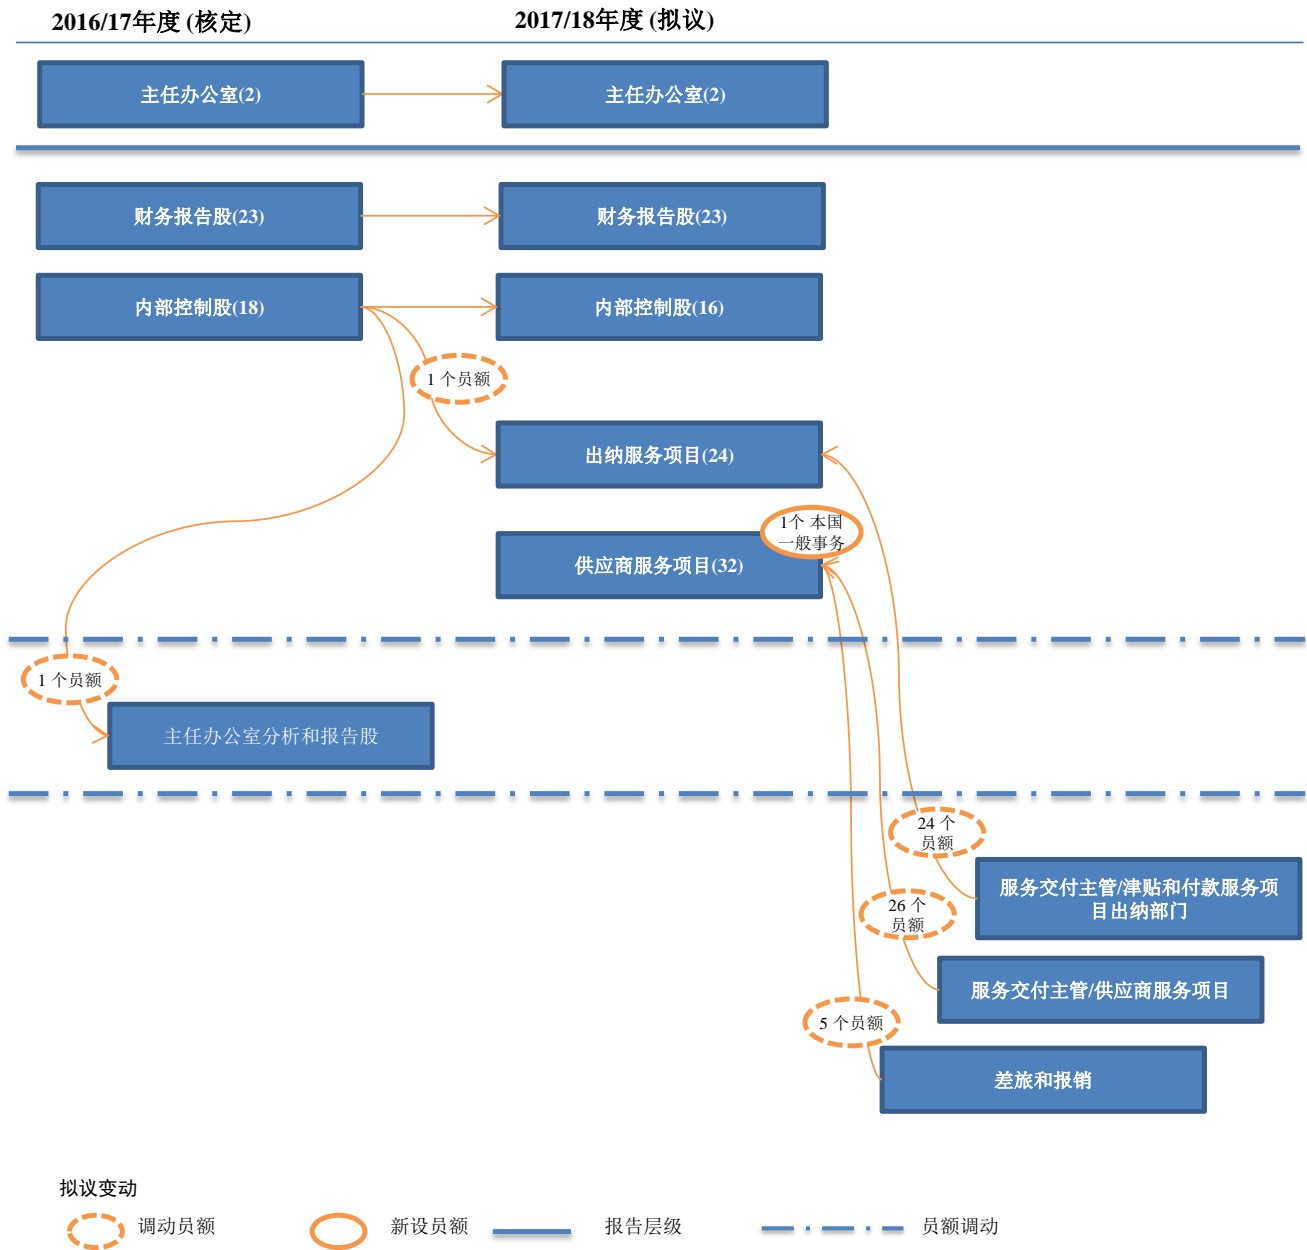 2016/17年度 (核定)
2017/18年度 (拟议)
主任办公室(2)
主任办公室(2)
财务报告股(23)
财务报告股(23)
内部控制股(18)
内部控制股(16)
1 个员额
出纳服务项目(24)
1个 本国
一般事务
供应商服务项目(32)
1 个员额
主任办公室分析和报告股
24 个
员额
服务交付主管/津贴和付款服务项
目出纳部门
26 个
员额
服务交付主管/供应商服务项目
5 个员额
差旅和报销
拟议变动
调动员额
新设员额
报告层级
员额调动